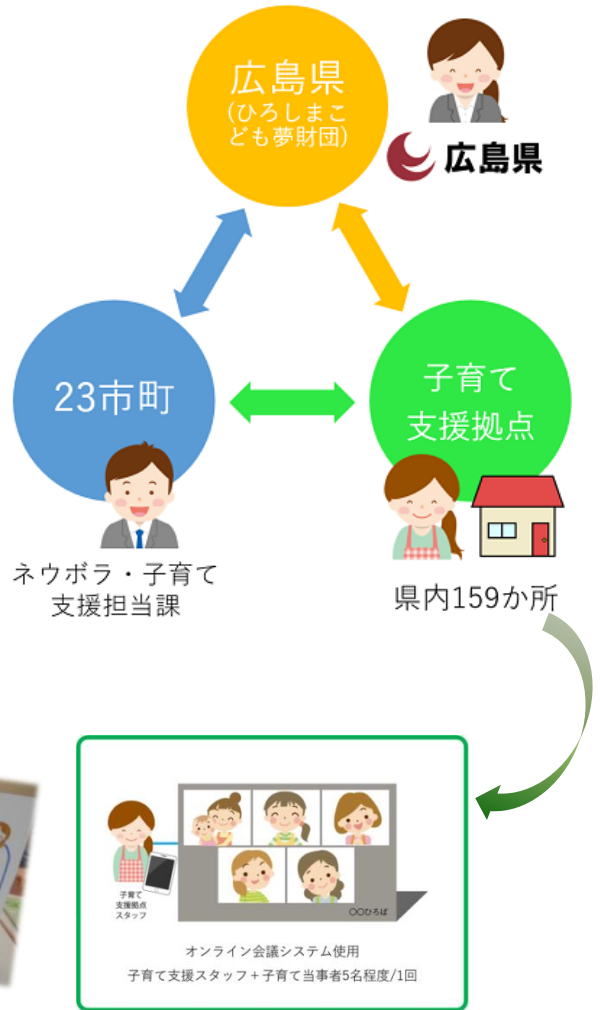 広島県
(ひろしまこ
ども夢財団)
広島県
23市町
子育て
支援拠点
ネウボラ・子育て
支援担当課
県内159か所
子育て
支援拠点
スタッフ
〇〇ひろば
オンライン会議システム使用
子育て支援スタッフ＋子育て当事者5名程度/1回